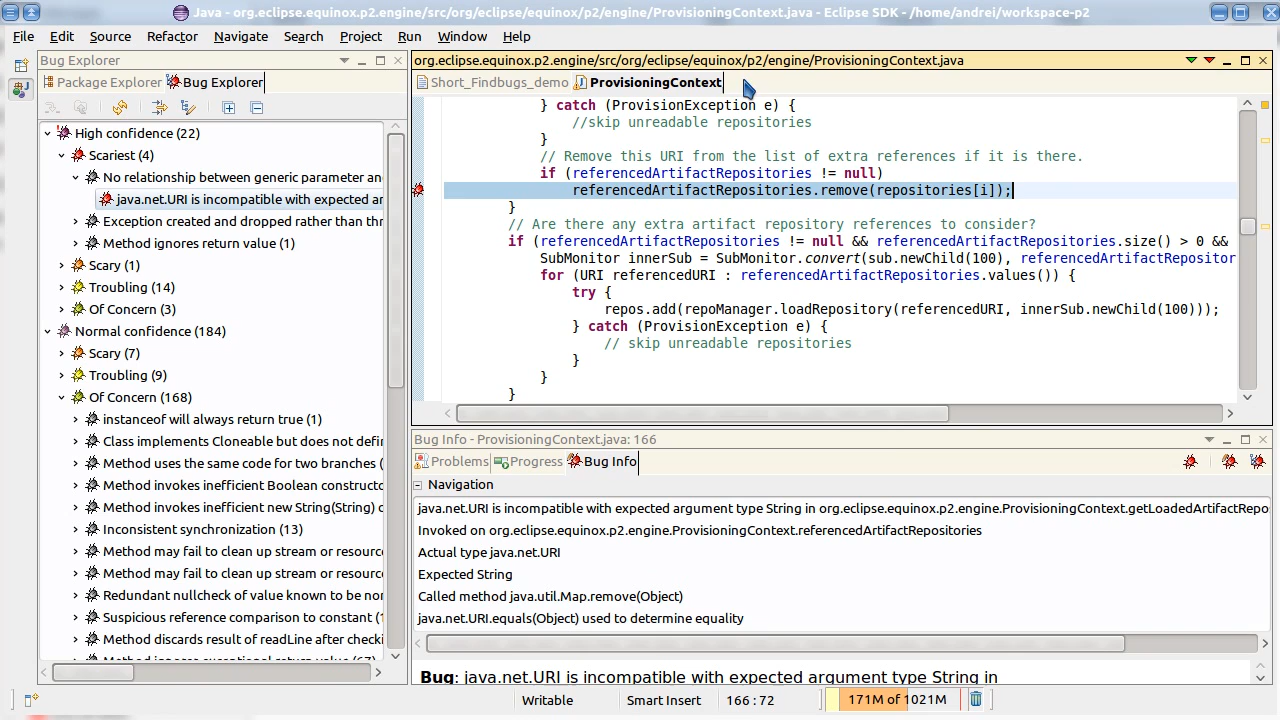 Java - org.eclipse.equinox.p2.engine/src/org/eclipse/equinox/p2/engine/ProvisioningContext.java - Eclipse SDK - /home/andrei/workspace-p2
File Edit Source Refactor Navigate Search Project Run Window Help
Bug Explorer
Package Explorer Bug Explorer
High confidence (22)
Scariest (4)
No relationship between generic parameter an
java.net.URI is incompatible with expected ar
Exception created and dropped rather than thr
Method ignores return value (1)
Scary (1)
Troubling (14)
Of Concern (3)
Normal confidence (184)
Scary (7)
Troubling (9)
Of Concern (168)
instanceof will always return true (1)
Class implements Cloneable but does not defin
Method uses the same code for two branches (
Method invokes inefficient Boolean constructo
Method invokes inefficient new String(String) c
Inconsistent synchronization (13)
Method may fail to clean up stream or resource
Method may fail to clean up stream or resource
Redundant nullcheck of value known to be non
Suspicious reference comparison to constant (
Method discards result of readLine after checki
Method ignores exceptional return value (67)
org.eclipse.equinox.p2.engine/src/org/eclipse/equinox/p2/engine/ProvisioningContext.java
Short_Findbugs_demo ProvisioningContext
} catch (ProvisionException e) {
//skip unreadable repositories
}
// Remove this URI from the list of extra references if it is there.
if (referencedArtifactRepositories != null)
referencedArtifactRepositories.remove(repositories[i]);
}
// Are there any extra artifact repository references to consider?
if (referencedArtifactRepositories != null && referencedArtifactRepositories.size() > 0 &&
SubMonitor innerSub = SubMonitor.convert(sub.newChild(100), referencedArtifactRepositor
for (URI referencedURI : referencedArtifactRepositories.values()) {
try {
repos.add(repoManager.loadRepository(referencedURI, innerSub.newChild(100)));
} catch (ProvisionException e) {
// skip unreadable repositories
}
}
}
Bug Info - ProvisioningContext.java: 166
Problems Progress Bug Info
Navigation
java.net.URI is incompatible with expected argument type String in org.eclipse.equinox.p2.engine.ProvisioningContext.getLoadedArtifactRepo
Invoked on org.eclipse.equinox.p2.engine.ProvisioningContext.referencedArtifactRepositories
Actual type java.net.URI
Expected String
Called method java.util.Map.remove(Object)
java.net.URI.equals(Object) used to determine equality
Bug: java.net.URI is incompatible with expected argument type String in
Writable Smart Insert 166 : 72 171M of 1021M